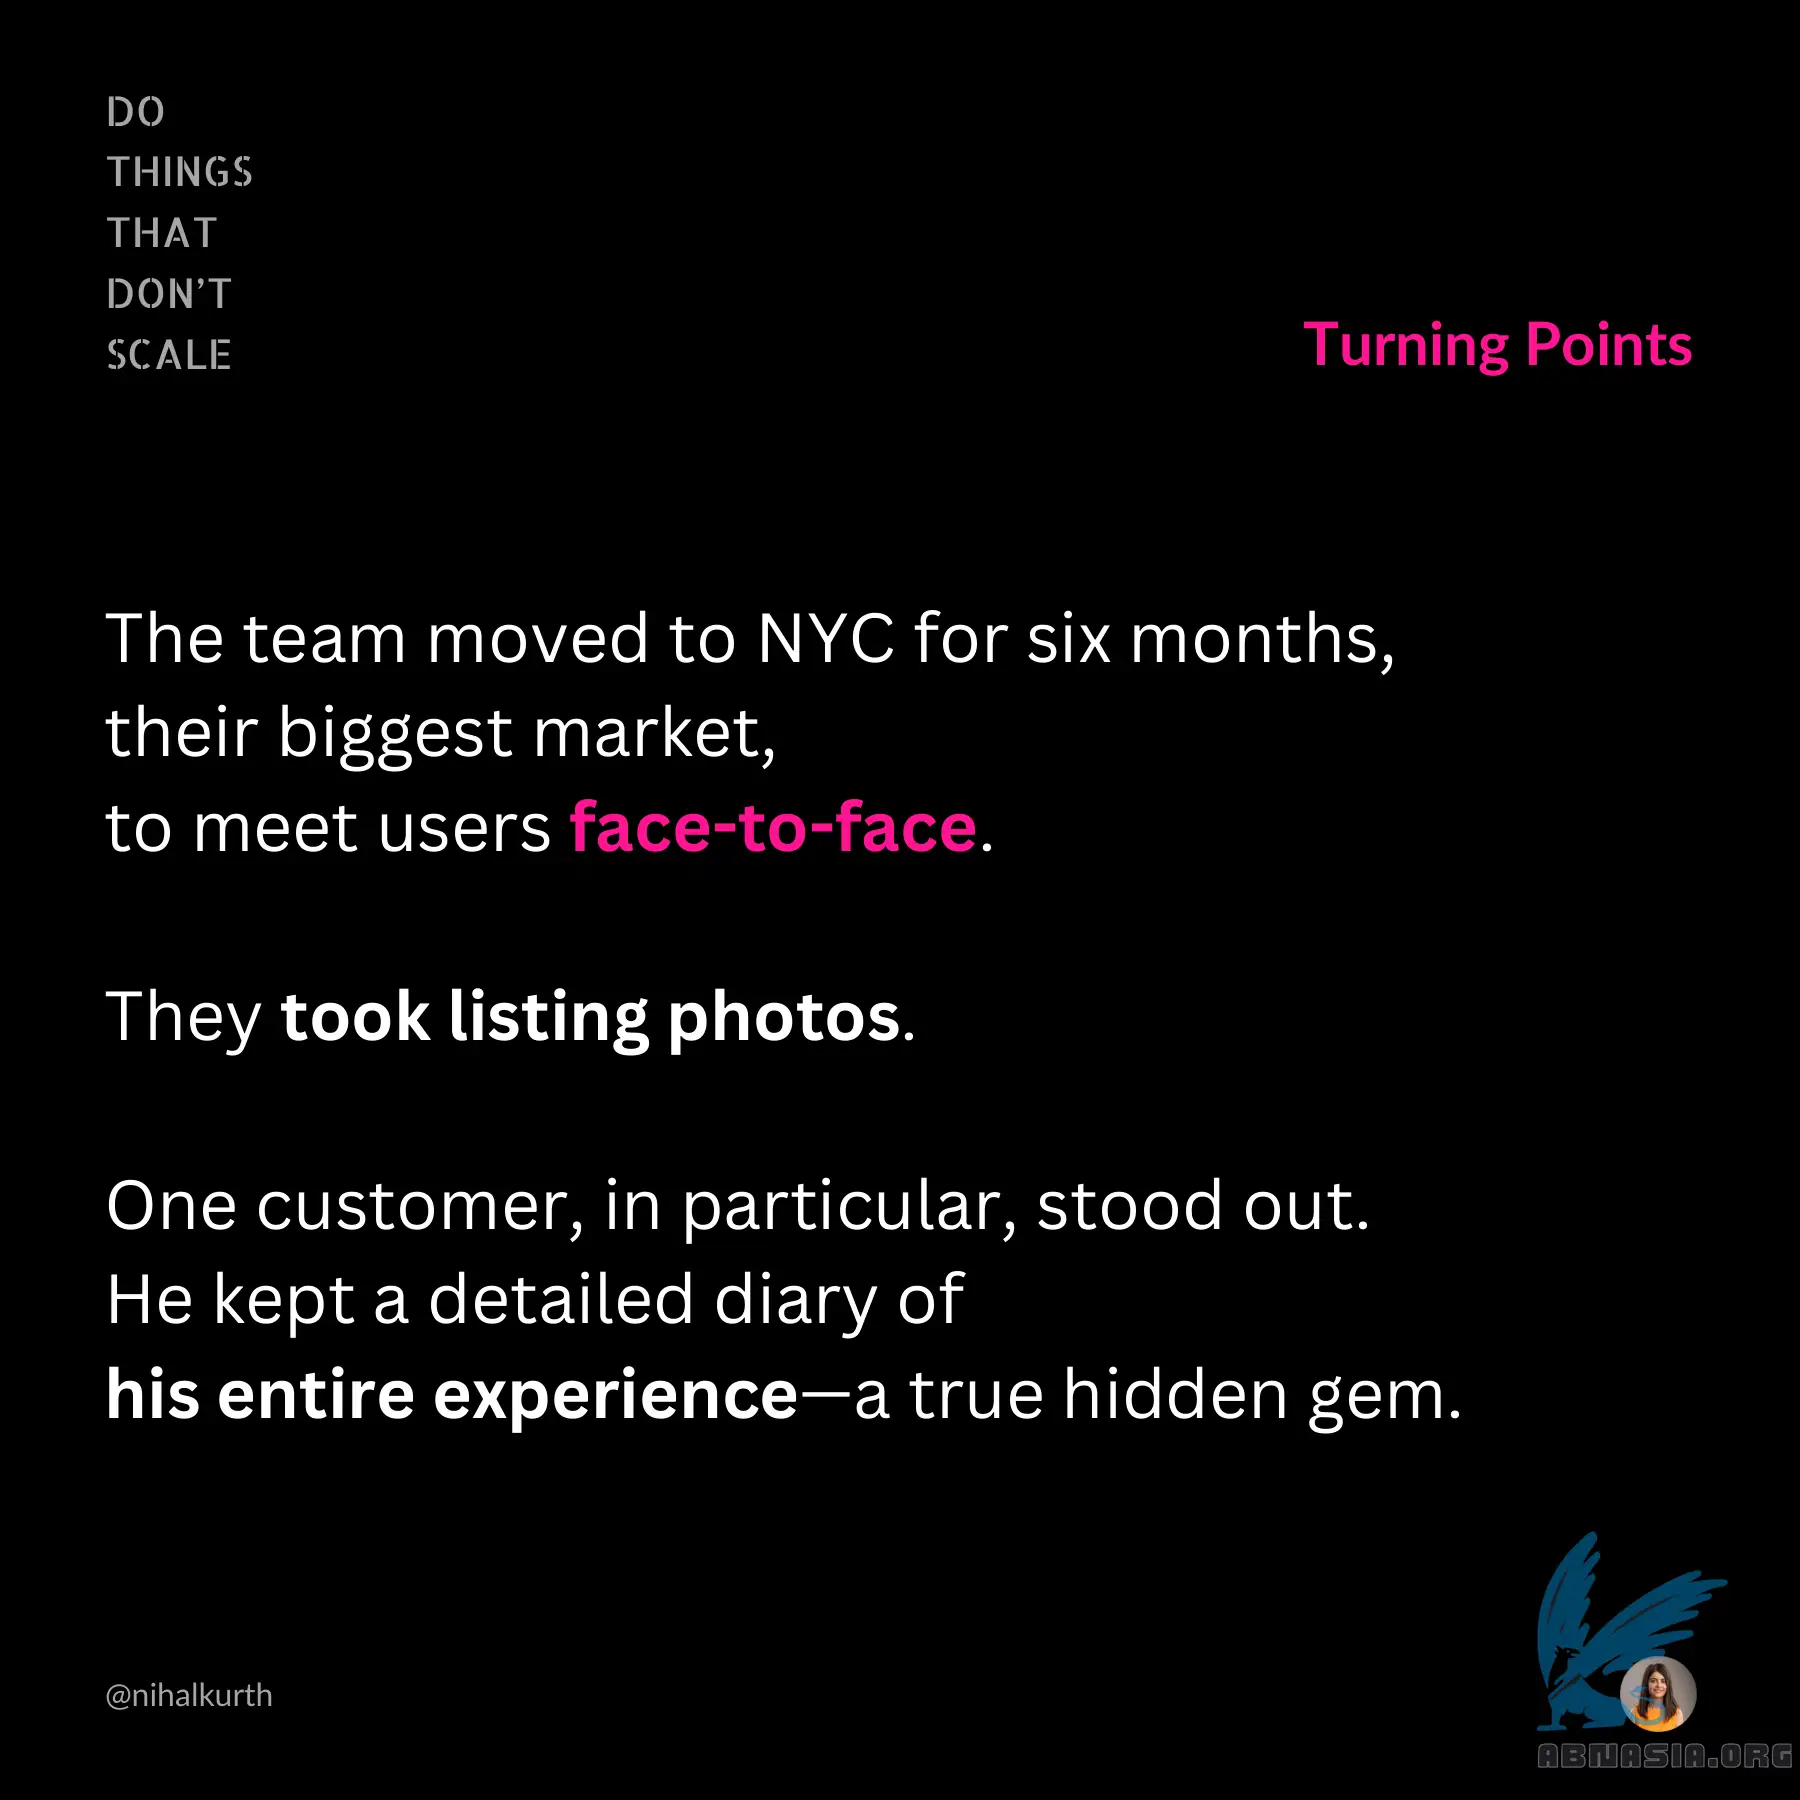 DO
THINGS
THAT
DON’T
SCALE
Turning Points
The team moved to NYC for six months,
their biggest market,
to meet users face-to-face.
They took listing photos.
One customer, in particular, stood out.
He kept a detailed diary of
his entire experience—a true hidden gem.
@nihalkurth
ABNASIA.ORG